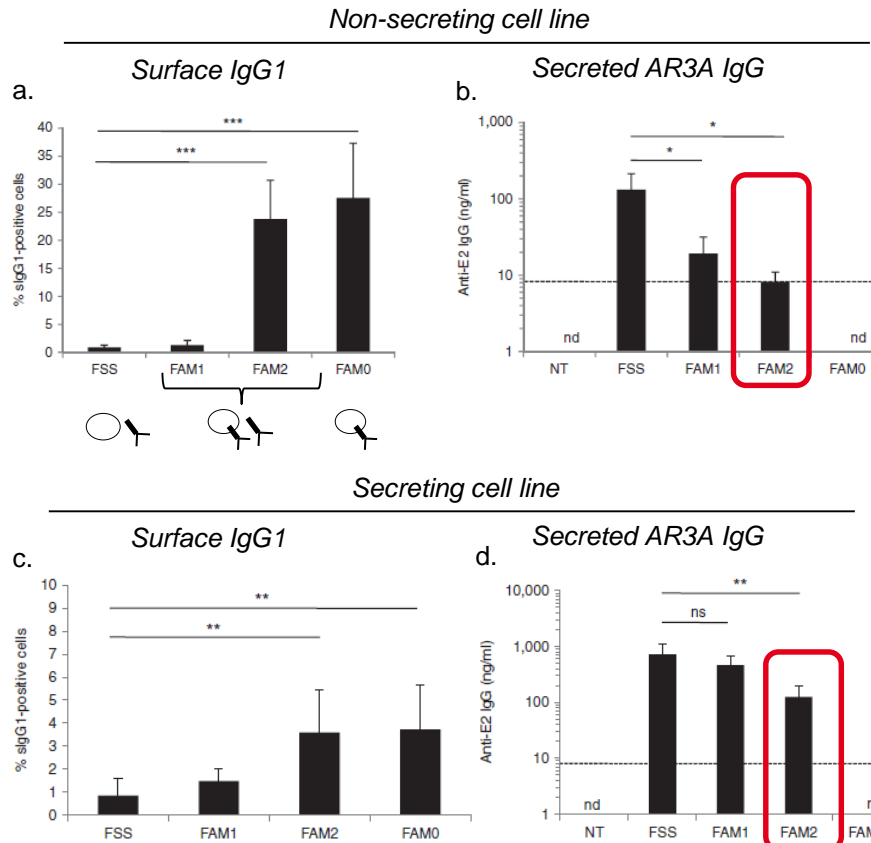 Non-secreting cell line
Surface IgG1
Secreted AR3A IgG
a.
% sIgG1-positive cells
40
35
30
25
20
15
10
5
0
***
***
FSS
FAM1
FAM2
FAM0
b.
Anti-E2 IgG (ng/ml)
1,000
100
10
1
*
*
nd
nd
NT
FSS
FAM1
FAM2
FAM0
Secreting cell line
Surface IgG1
Secreted AR3A IgG
c.
% sIgG1-positive cells
10
9
8
7
6
5
4
3
2
1
0
**
**
FSS
FAM1
FAM2
FAM0
d.
Anti-E2 IgG (ng/ml)
10,000
1,000
100
10
1
**
ns
nd
NT
FSS
FAM1
FAM2